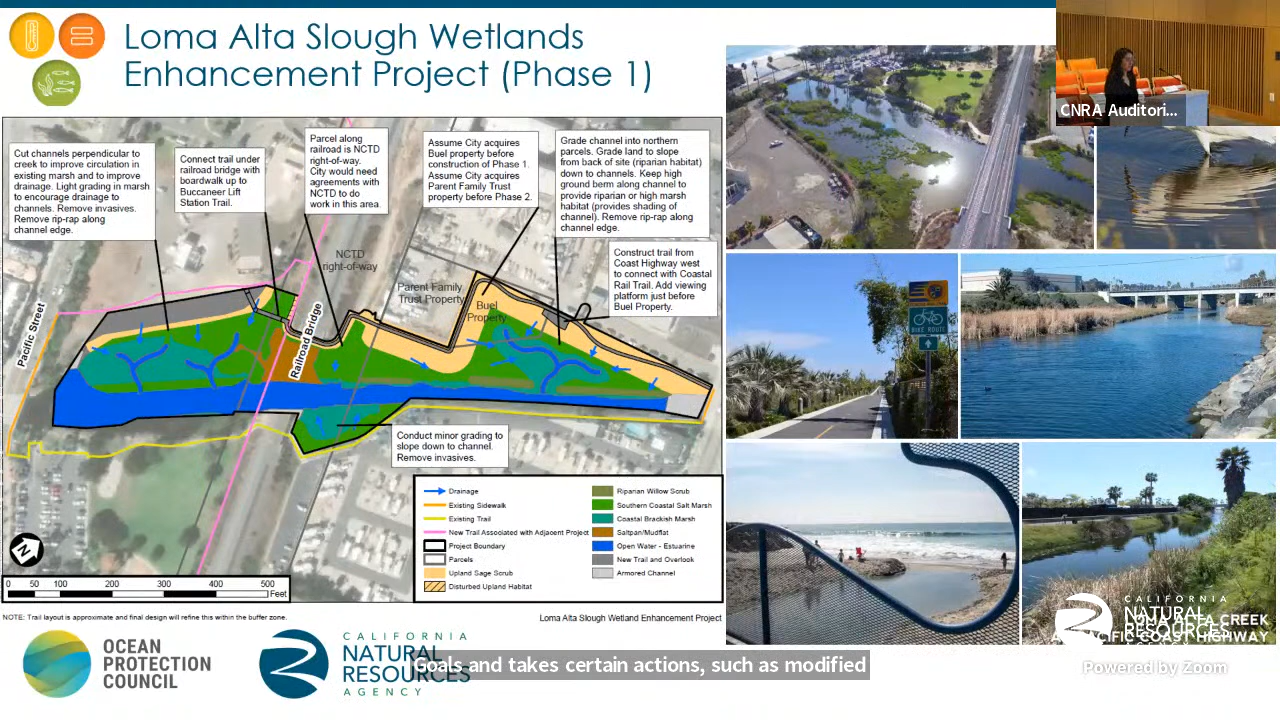 Loma Alta Slough Wetlands
Enhancement Project (Phase 1)
CNRA Auditori...
Cut channels perpendicular to
creek to improve circulation in
existing marsh and to improve
drainage. Light grading in marsh
to encourage drainage to
channels. Remove invasives.
Remove rip-rap along
channel edge.
Connect trail under
railroad bridge with
boardwalk up to
Buccaneer Lift
Station Trail.
Parcel along
railroad is NCTD
right-of-way.
City would need
agreements with
NCTD to do
work in this area.
Assume City acquires
Buel property before
construction of Phase 1.
Assume City acquires
Parent Family Trust
property before Phase 2.
Grade channel into northern
parcels. Grade land to slope
from back of site (riparian habitat)
down to channels. Keep high
ground berm along channel to
provide riparian or high marsh
habitat (provides shading of
channel). Remove rip-rap along
channel edge.
Construct trail from
Coast Highway west
to connect with Coastal
Rail Trail. Add viewing
platform just before
Buel Property.
NCTD
right-of-way
Parent Family
Trust Property
Buel
Property
Pacific Street
Railroad Bridge
Conduct minor grading to
slope down to channel.
Remove invasives.
Drainage
Existing Sidewalk
Existing Trail
New Trail Associated with Adjacent Project
Project Boundary
Parcels
Upland Sage Scrub
Disturbed Upland Habitat
Riparian Willow Scrub
Southern Coastal Salt Marsh
Coastal Brackish Marsh
Saltpan/Mudflat
Open Water - Estuarine
New Trail and Overlook
Armored Channel
N
0 50 100 200 300 400 500
Feet
NOTE: Trail layout is approximate and final design will refine this within the buffer zone.
Loma Alta Slough Wetland Enhancement Project
BIKE ROUTE
OCEAN
PROTECTION
COUNCIL
CALIFORNIA
NATURAL
RESOURCES
AGENCY
Goals and takes certain actions, such as modified
CALIFORNIA
NATURAL
RESOURCES
LOMA ALTA CREEK
PACIFIC COAST HIGHWAY
Powered by Zoom